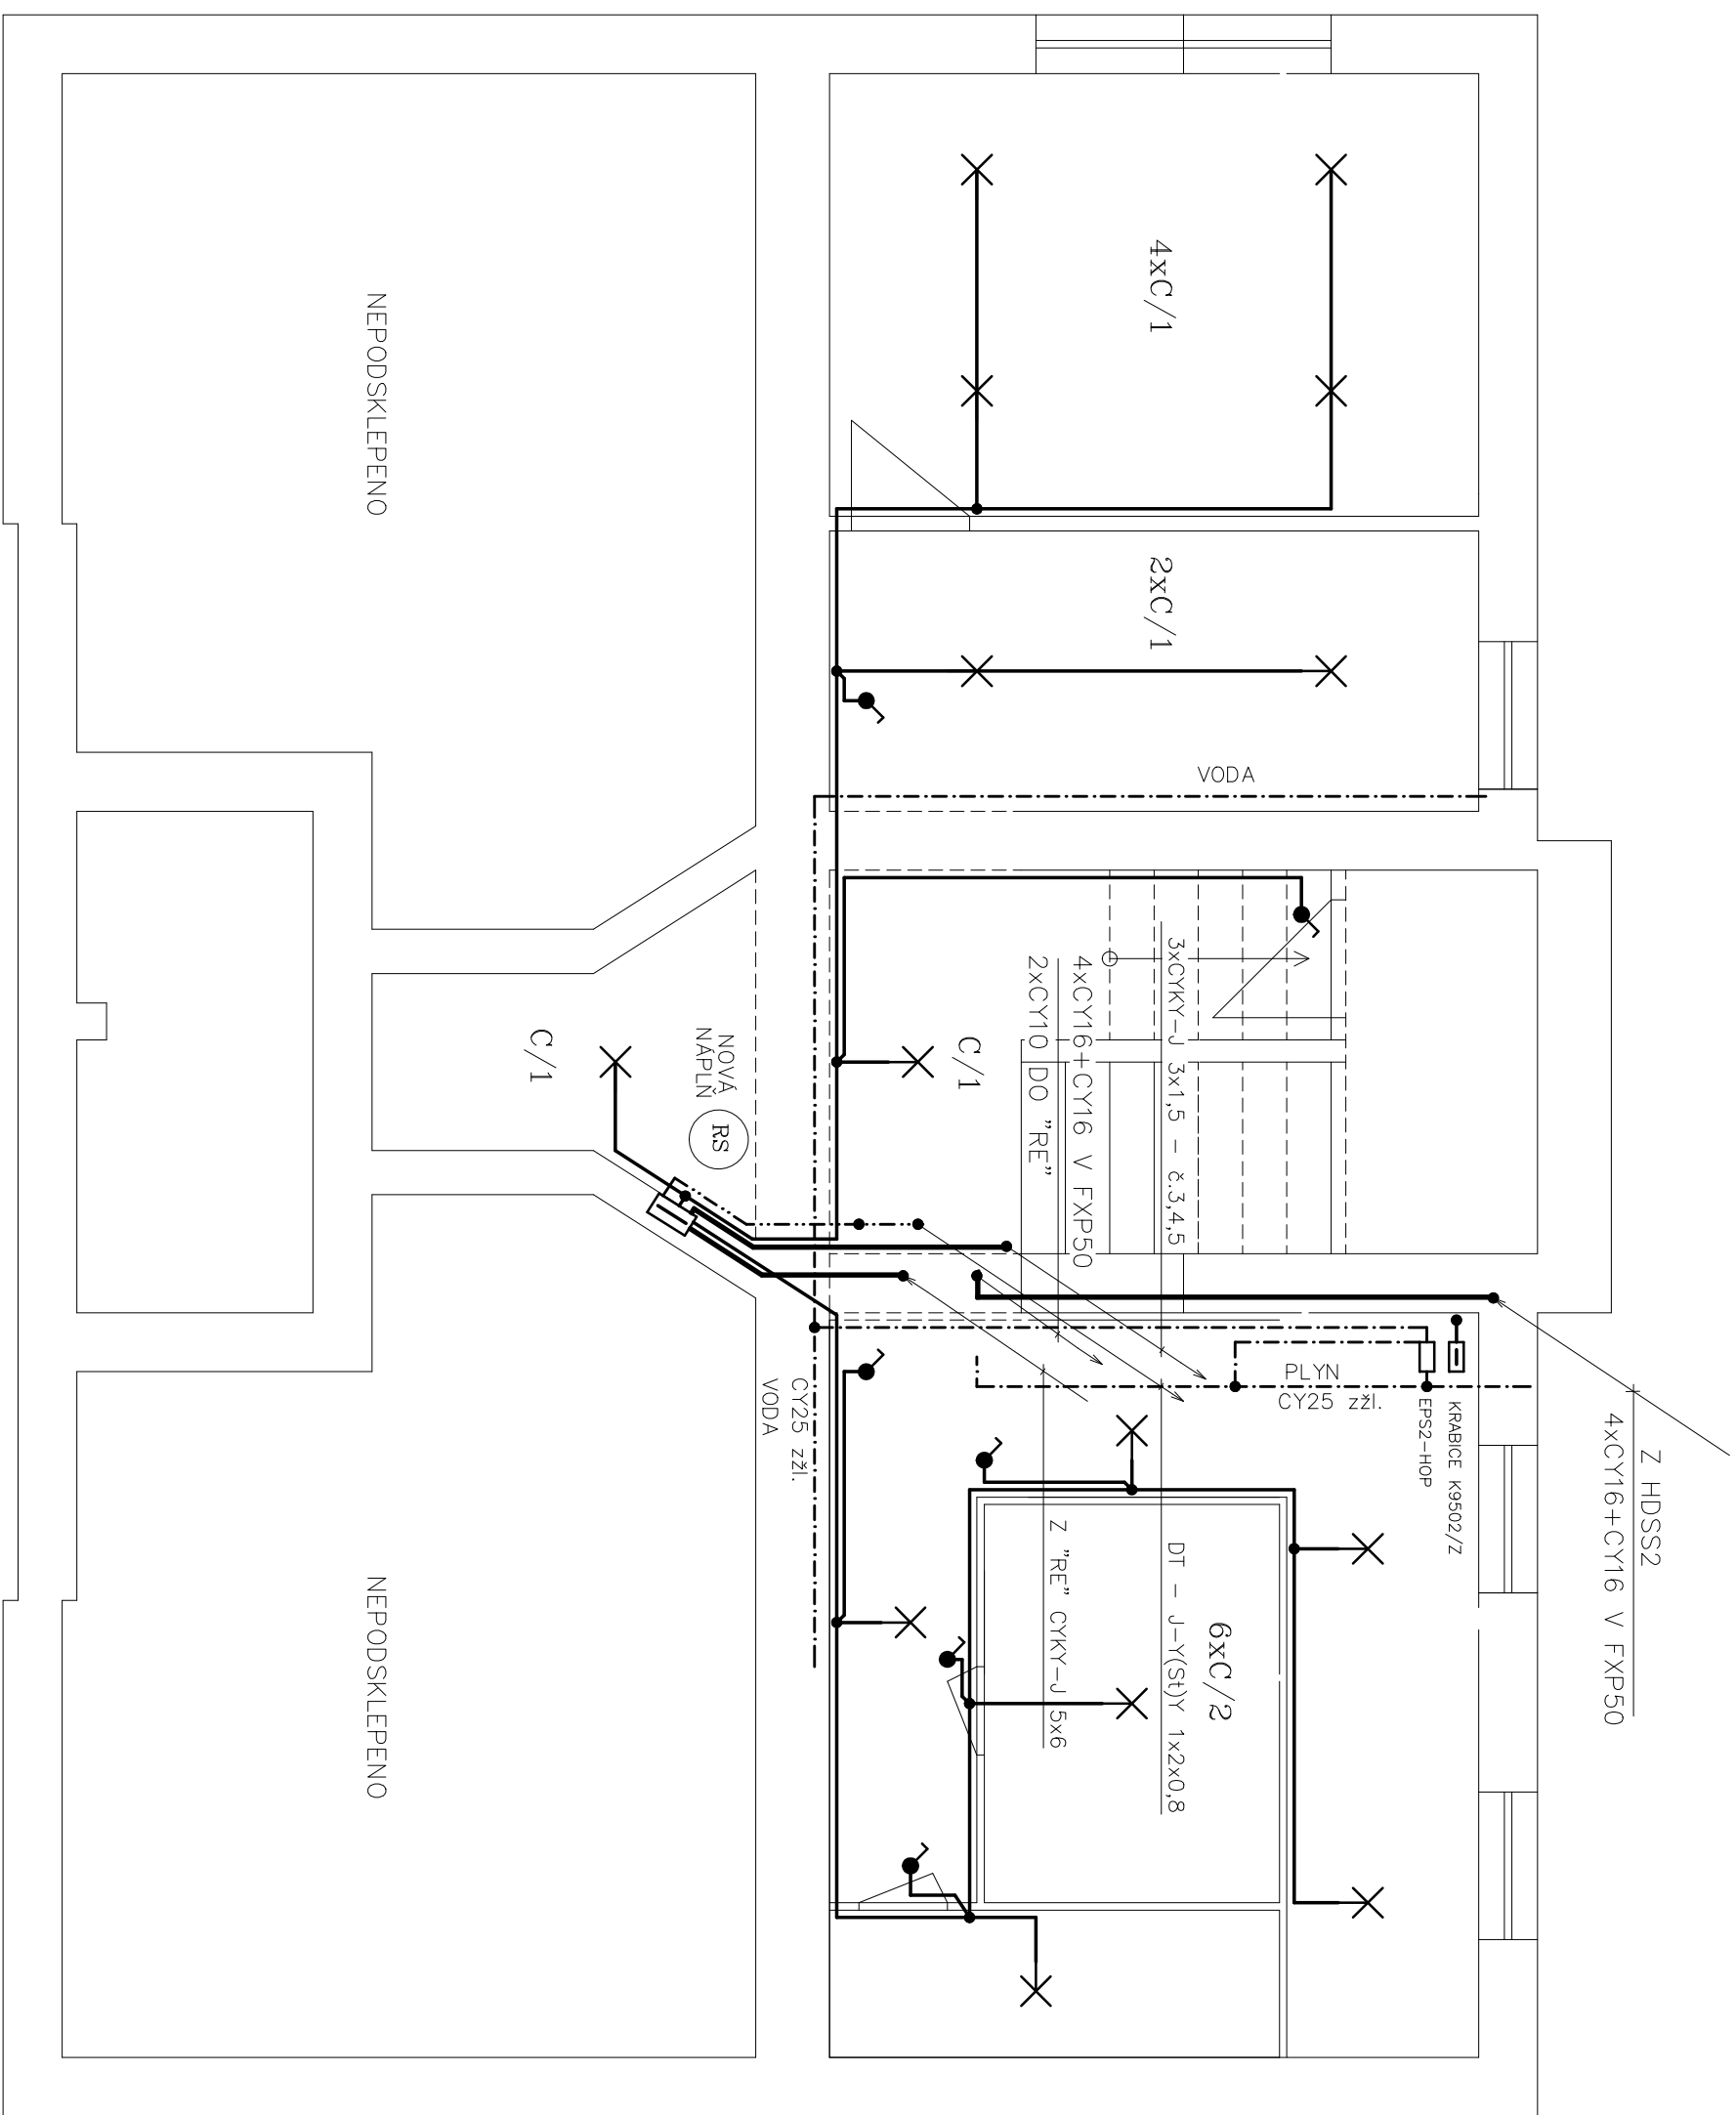 Z HDSS2
4xCY16+CY16 V FXP50
KRABICE K9502/Z
EPS2-HOP
PLYN
CY25 zžl.
VODA
4xC/1
2xC/1
3xCYKY-J 3x1,5 - č.3,4,5
4xCY16+CY16 V FXP50
2xCY10 DO "RE"
6xC/2
DT - J-Y(St)Y 1x2x0,8
Z "RE" CYKY-J 5x6
C/1
CY25 zžl.
VODA
NOVÁ
NÁPLŇ
RS
C/1
NEPODSKLEPENO
NEPODSKLEPENO